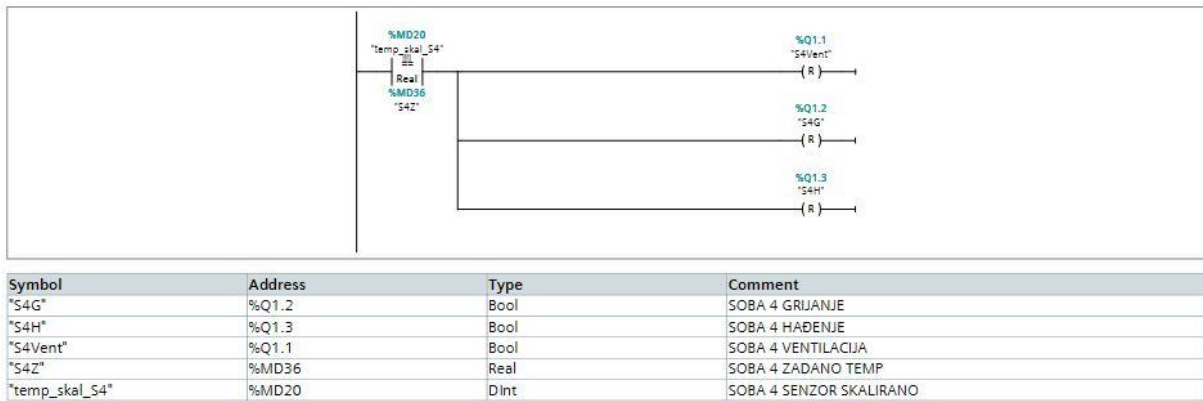 %MD20
"temp_skal_S4"
==
Real
%MD36
"S4Z"
%Q1.1
"S4Vent"
( R )
%Q1.2
"S4G"
( R )
%Q1.3
"S4H"
( R )
Symbol Address Type Comment
"S4G" %Q1.2 Bool SOBA 4 GRIJANJE
"S4H" %Q1.3 Bool SOBA 4 HAĐENJE
"S4Vent" %Q1.1 Bool SOBA 4 VENTILACIJA
"S4Z" %MD36 Real SOBA 4 ZADANO TEMP
"temp_skal_S4" %MD20 DInt SOBA 4 SENZOR SKALIRANO